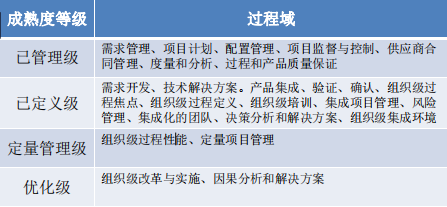 成熟度等级 过程域
已管理级 需求管理、项目计划、配置管理、项目监督与控制、供应商合
同管理、度量和分析、过程和产品质量保证
已定义级 需求开发、技术解决方案。产品集成、验证、确认、组织级过
程焦点、组织级过程定义、组织级培训、集成项目管理、风险
管理、集成化的团队、决策分析和解决方案、组织级集成环境
定量管理级 组织级过程性能、定量项目管理
优化级 组织级改革与实施、因果分析和解决方案